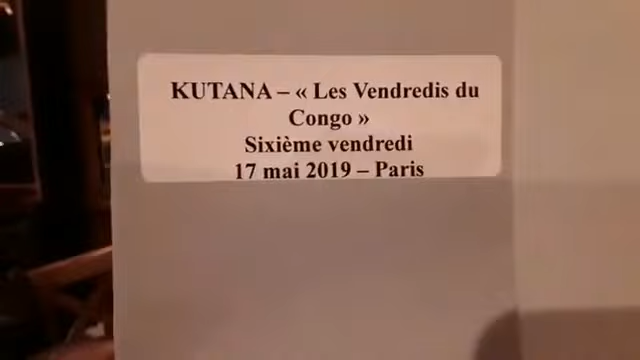 KUTANA – « Les Vendredis du
Congo »
Sixième vendredi
17 mai 2019 – Paris